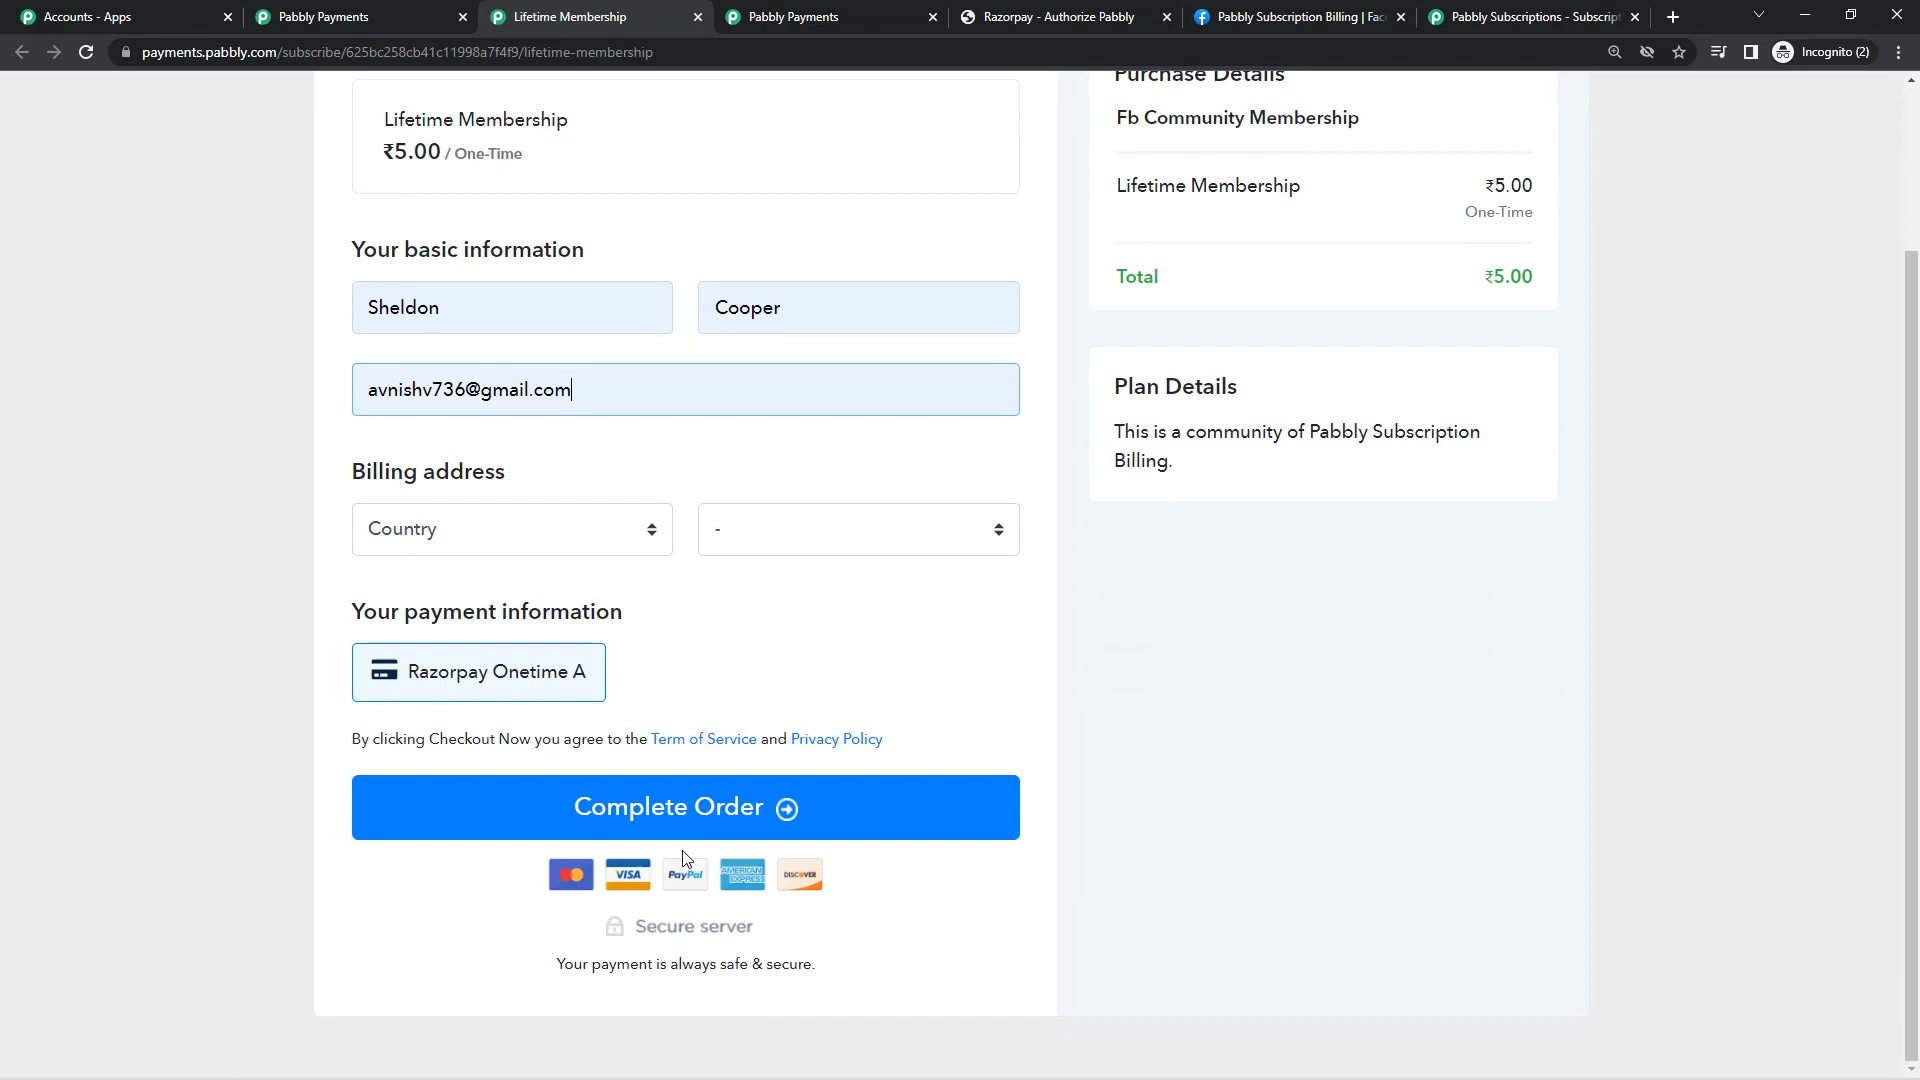 Accounts - Apps
Pabbly Payments
Lifetime Membership
Pabbly Payments
Razorpay - Authorize Pabbly
Pabbly Subscription Billing | Fac
Pabbly Subscriptions - Subscript
payments.pabbly.com/subscribe/625bc258cb41c11998a7f4f9/lifetime-membership
Incognito (2)
Lifetime Membership
₹5.00 / One-Time
Your basic information
Sheldon
Cooper
avnishv736@gmail.com
Billing address
Country
-
Your payment information
Razorpay Onetime A
By clicking Checkout Now you agree to the Term of Service and Privacy Policy
Complete Order
VISA
PayPal
AMERICAN EXPRESS
DISCOVER
Secure server
Your payment is always safe & secure.
Purchase Details
Fb Community Membership
Lifetime Membership ₹5.00
One-Time
Total ₹5.00
Plan Details
This is a community of Pabbly Subscription
Billing.